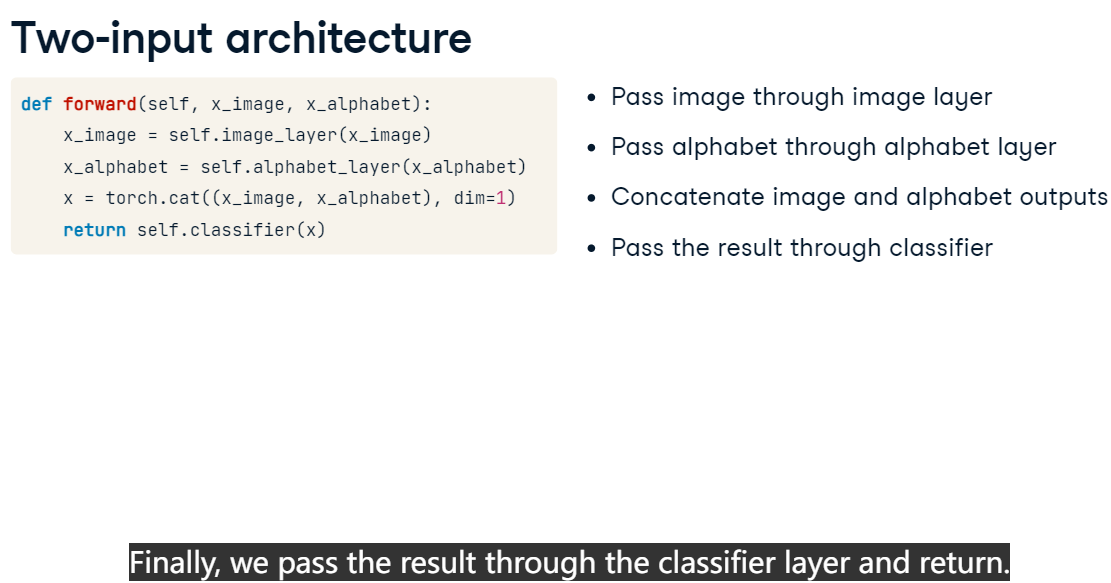 Two-input architecture
def forward(self, x_image, x_alphabet):
    x_image = self.image_layer(x_image)
    x_alphabet = self.alphabet_layer(x_alphabet)
    x = torch.cat((x_image, x_alphabet), dim=1)
    return self.classifier(x)
• Pass image through image layer
• Pass alphabet through alphabet layer
• Concatenate image and alphabet outputs
• Pass the result through classifier
Finally, we pass the result through the classifier layer and return.